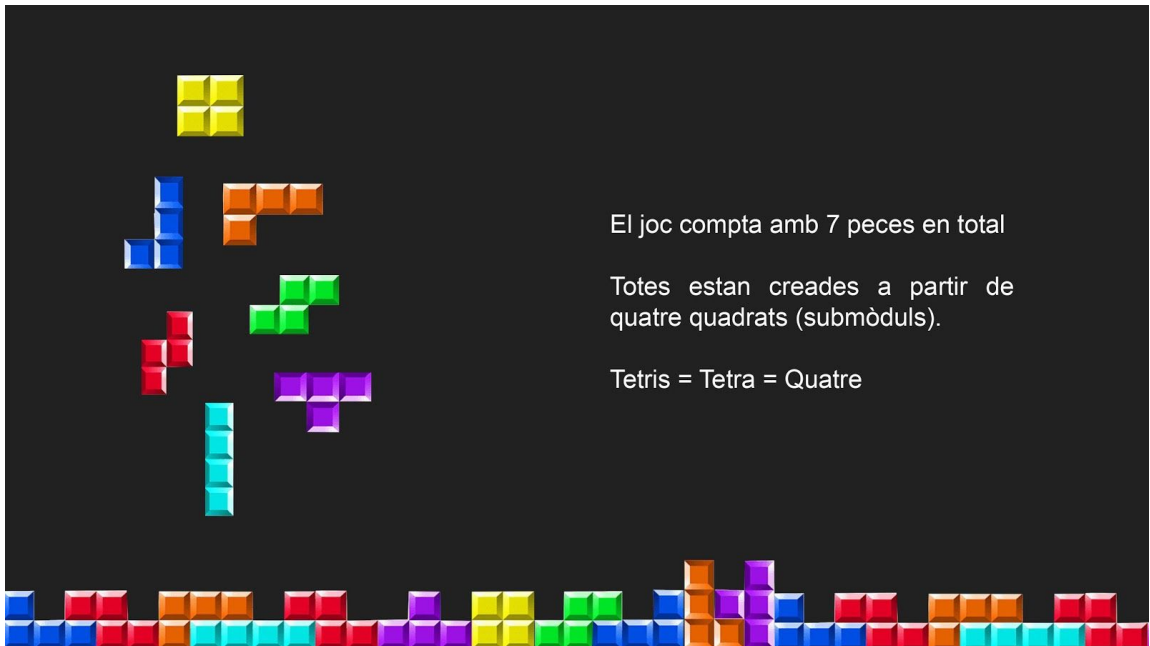 El joc compta amb 7 peces en total
Totes estan creades a partir de
quatre quadrats (submòduls).
Tetris = Tetra = Quatre